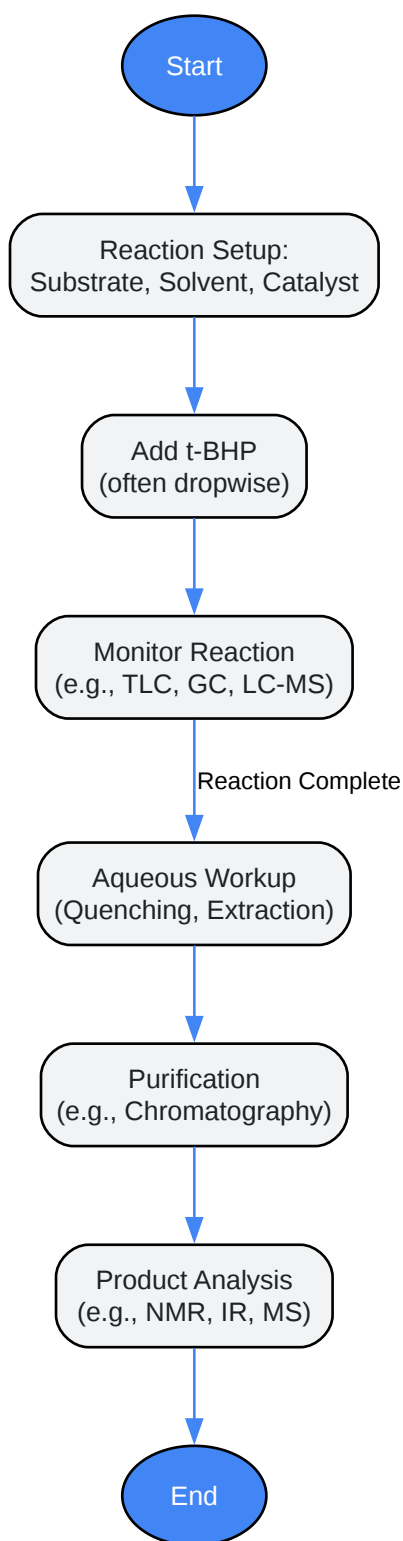 Start
Reaction Setup:
Substrate, Solvent, Catalyst
Add t-BHP
(often dropwise)
Monitor Reaction
(e.g., TLC, GC, LC-MS)
Reaction Complete
Aqueous Workup
(Quenching, Extraction)
Purification
(e.g., Chromatography)
Product Analysis
(e.g., NMR, IR, MS)
End